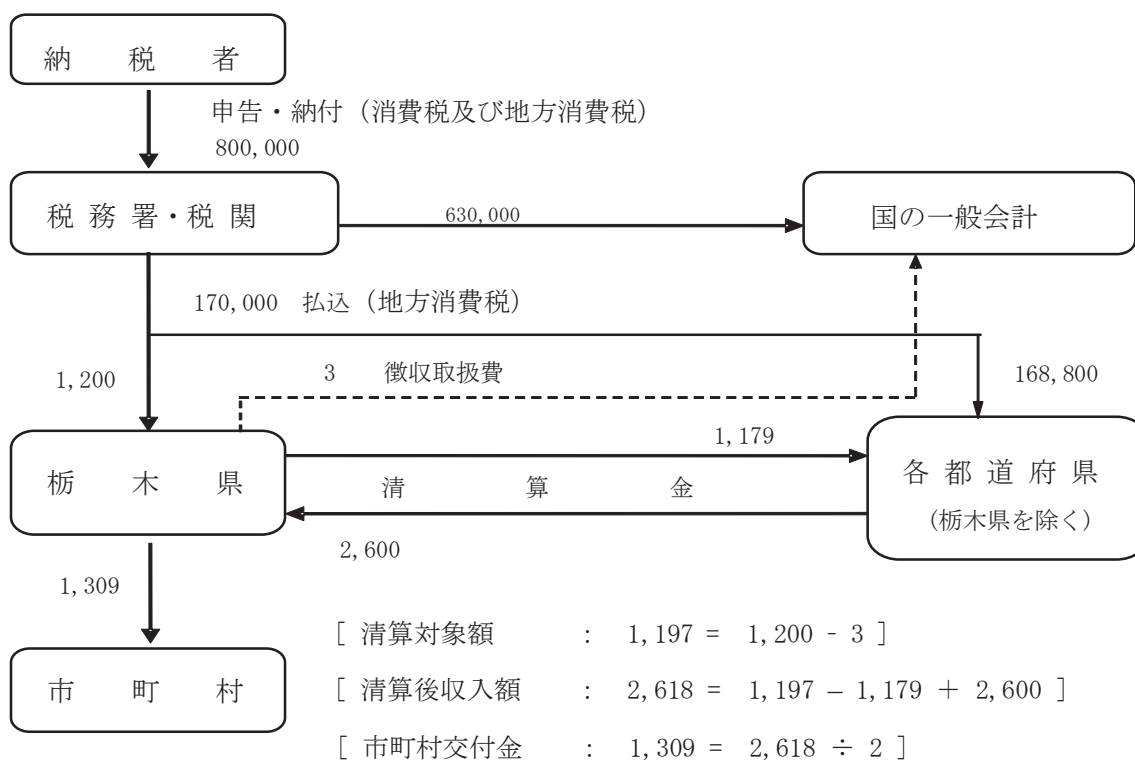 納税者
申告・納付（消費税及び地方消費税）
800,000
税務署・税関
630,000
国の一般会計
170,000 払込（地方消費税）
1,200
3 徴収取扱費
168,800
栃木県
1,179
清算金
2,600
各都道府県
（栃木県を除く）
1,309
市町村
[ 清算対象額 : 1,197 = 1,200 - 3 ]
[ 清算後収入額 : 2,618 = 1,197 – 1,179 + 2,600 ]
[ 市町村交付金 : 1,309 = 2,618 ÷ 2 ]